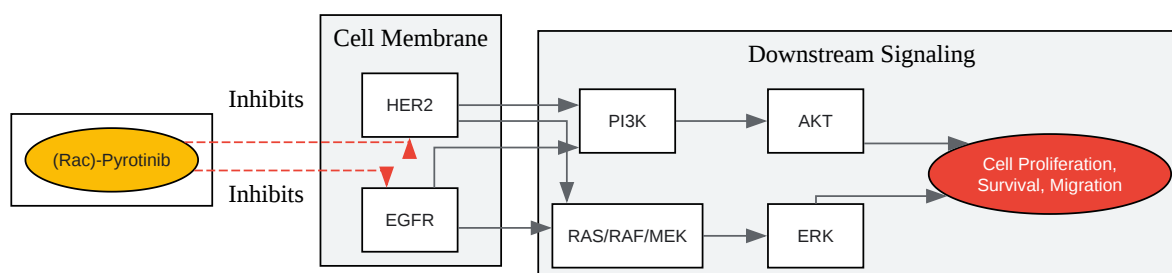 Cell Membrane
Downstream Signaling
Inhibits
HER2
PI3K
AKT
(Rac)-Pyrotinib
Cell Proliferation,
Survival, Migration
Inhibits
EGFR
RAS/RAF/MEK
ERK